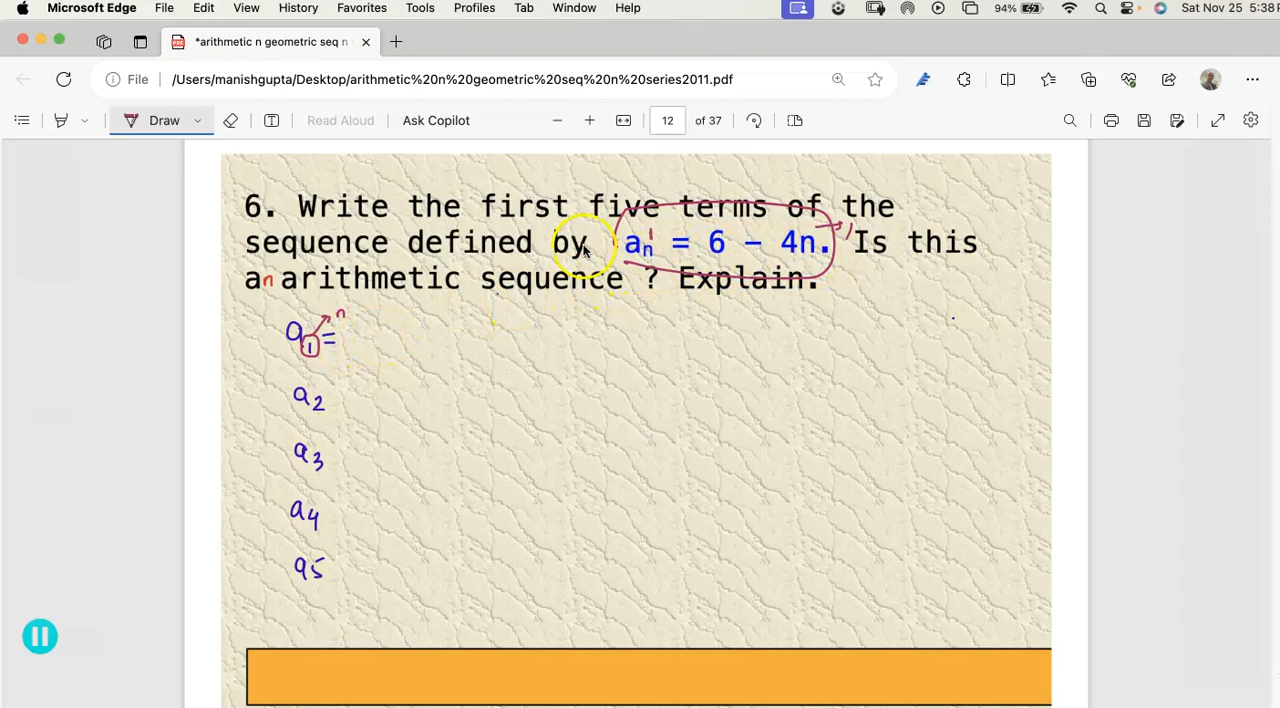 Microsoft Edge File Edit View History Favorites Tools Profiles Tab Window Help 94% Sat Nov 25 5:38P
*arithmetic n geometric seq n
File /Users/manishgupta/Desktop/arithmetic%20n%20geometric%20seq%20n%20series2011.pdf
Draw Read Aloud Ask Copilot 12 of 37
6. Write the first five terms of the
sequence defined by an = 6 - 4n. Is this
an arithmetic sequence ? Explain.
a1 = n
a2
a3
a4
a5